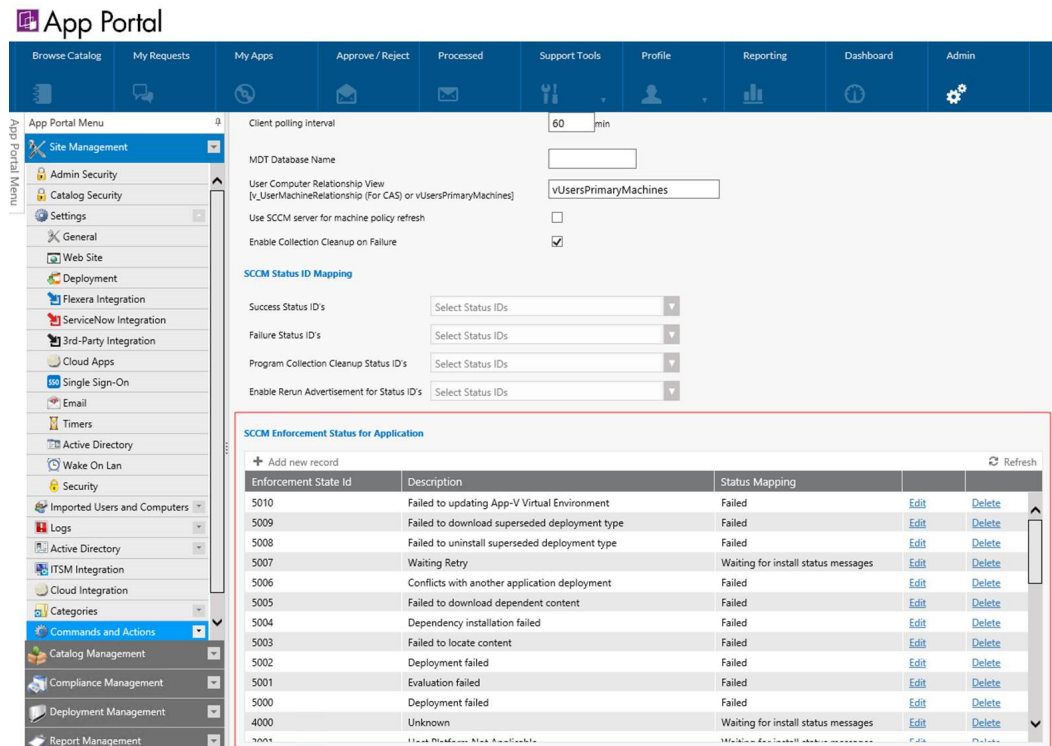 App Portal
Browse Catalog My Requests My Apps Approve / Reject Processed Support Tools Profile Reporting Dashboard Admin
App Portal Menu
App Portal Menu
Site Management
Admin Security
Catalog Security
Settings
General
Web Site
Deployment
Flexera Integration
ServiceNow Integration
3rd-Party Integration
Cloud Apps
SSO Single Sign-On
Email
Timers
Active Directory
Wake On Lan
Security
Imported Users and Computers
Logs
Active Directory
ITSM Integration
Cloud Integration
Categories
Commands and Actions
Catalog Management
Compliance Management
Deployment Management
Report Management
Client polling interval 60 min
MDT Database Name
User Computer Relationship View
[v_UserMachineRelationship (For CAS) or vUsersPrimaryMachines] vUsersPrimaryMachines
Use SCCM server for machine policy refresh
Enable Collection Cleanup on Failure
SCCM Status ID Mapping
Success Status ID's Select Status IDs
Failure Status ID's Select Status IDs
Program Collection Cleanup Status ID's Select Status IDs
Enable Rerun Advertisement for Status ID's Select Status IDs
SCCM Enforcement Status for Application
+ Add new record Refresh
Enforcement State Id Description Status Mapping
5010 Failed to updating App-V Virtual Environment Failed Edit Delete
5009 Failed to download superseded deployment type Failed Edit Delete
5008 Failed to uninstall superseded deployment type Failed Edit Delete
5007 Waiting Retry Waiting for install status messages Edit Delete
5006 Conflicts with another application deployment Failed Edit Delete
5005 Failed to download dependent content Failed Edit Delete
5004 Dependency installation failed Failed Edit Delete
5003 Failed to locate content Failed Edit Delete
5002 Deployment failed Failed Edit Delete
5001 Evaluation failed Failed Edit Delete
5000 Deployment failed Failed Edit Delete
4000 Unknown Waiting for install status messages Edit Delete
3001 Host Platform Not Applicable Waiting for install status messages Edit Delete